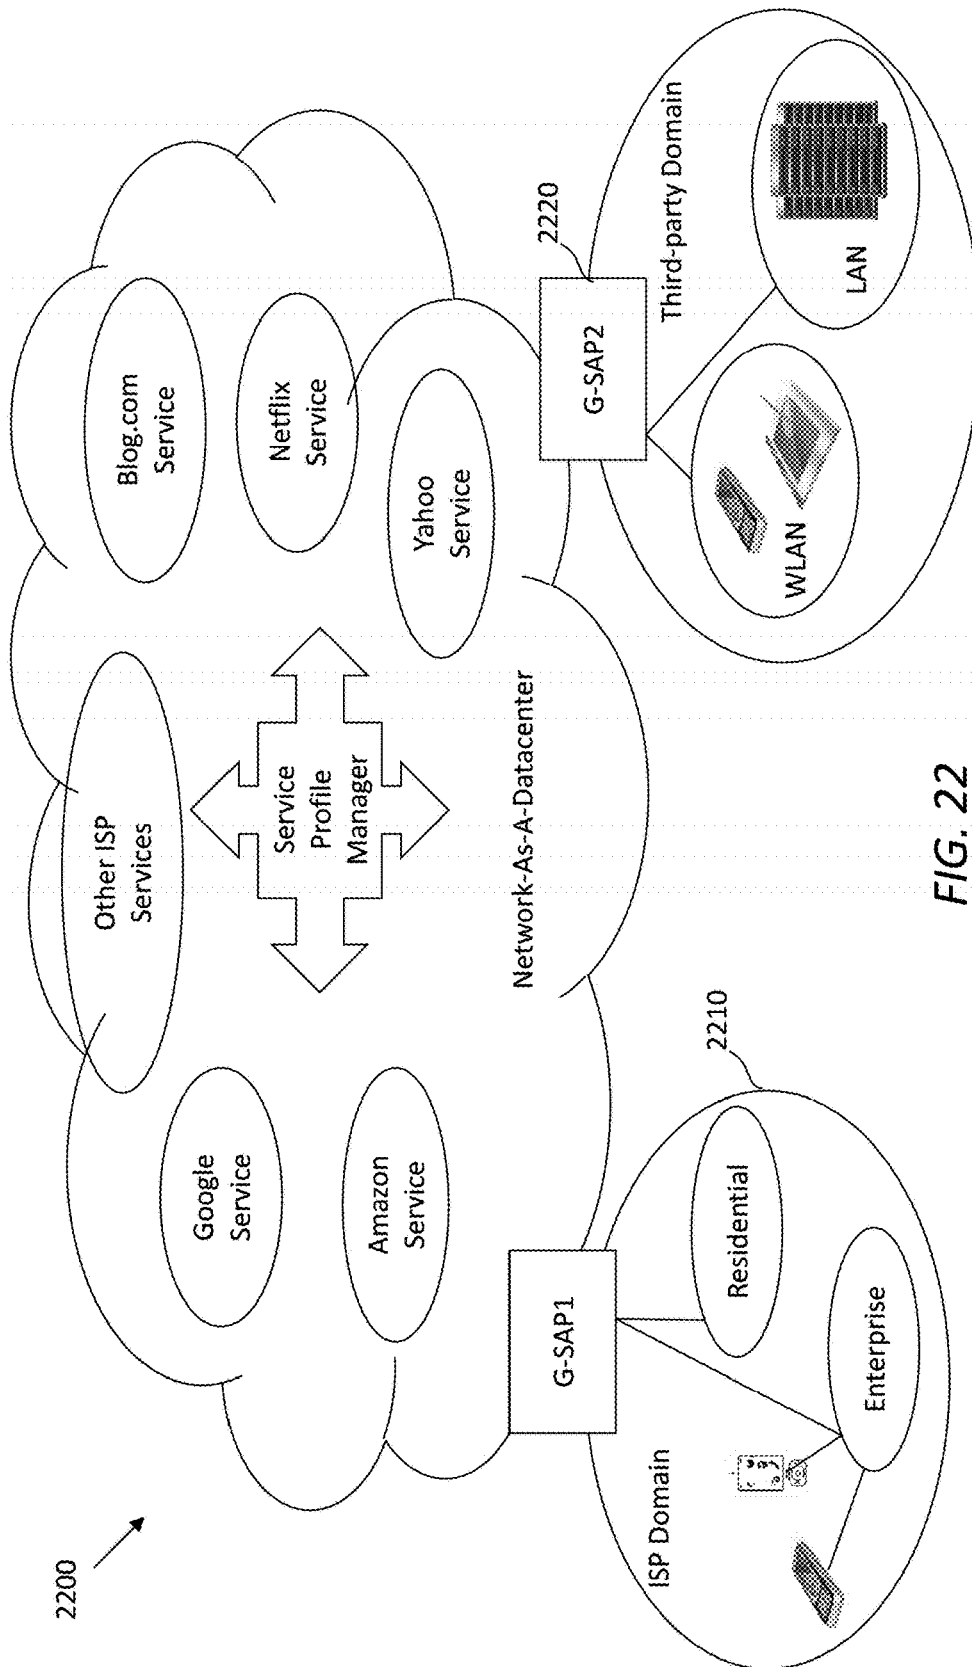 2200
Other ISP
Services
Blog.com
Service
Google
Service
Netflix
Service
Service
Profile
Manager
Amazon
Service
Yahoo
Service
Network-As-A-Datacenter
G-SAP1
G-SAP2
2220
ISP Domain
2210
Residential
Enterprise
Third-party Domain
WLAN
LAN
FIG. 22